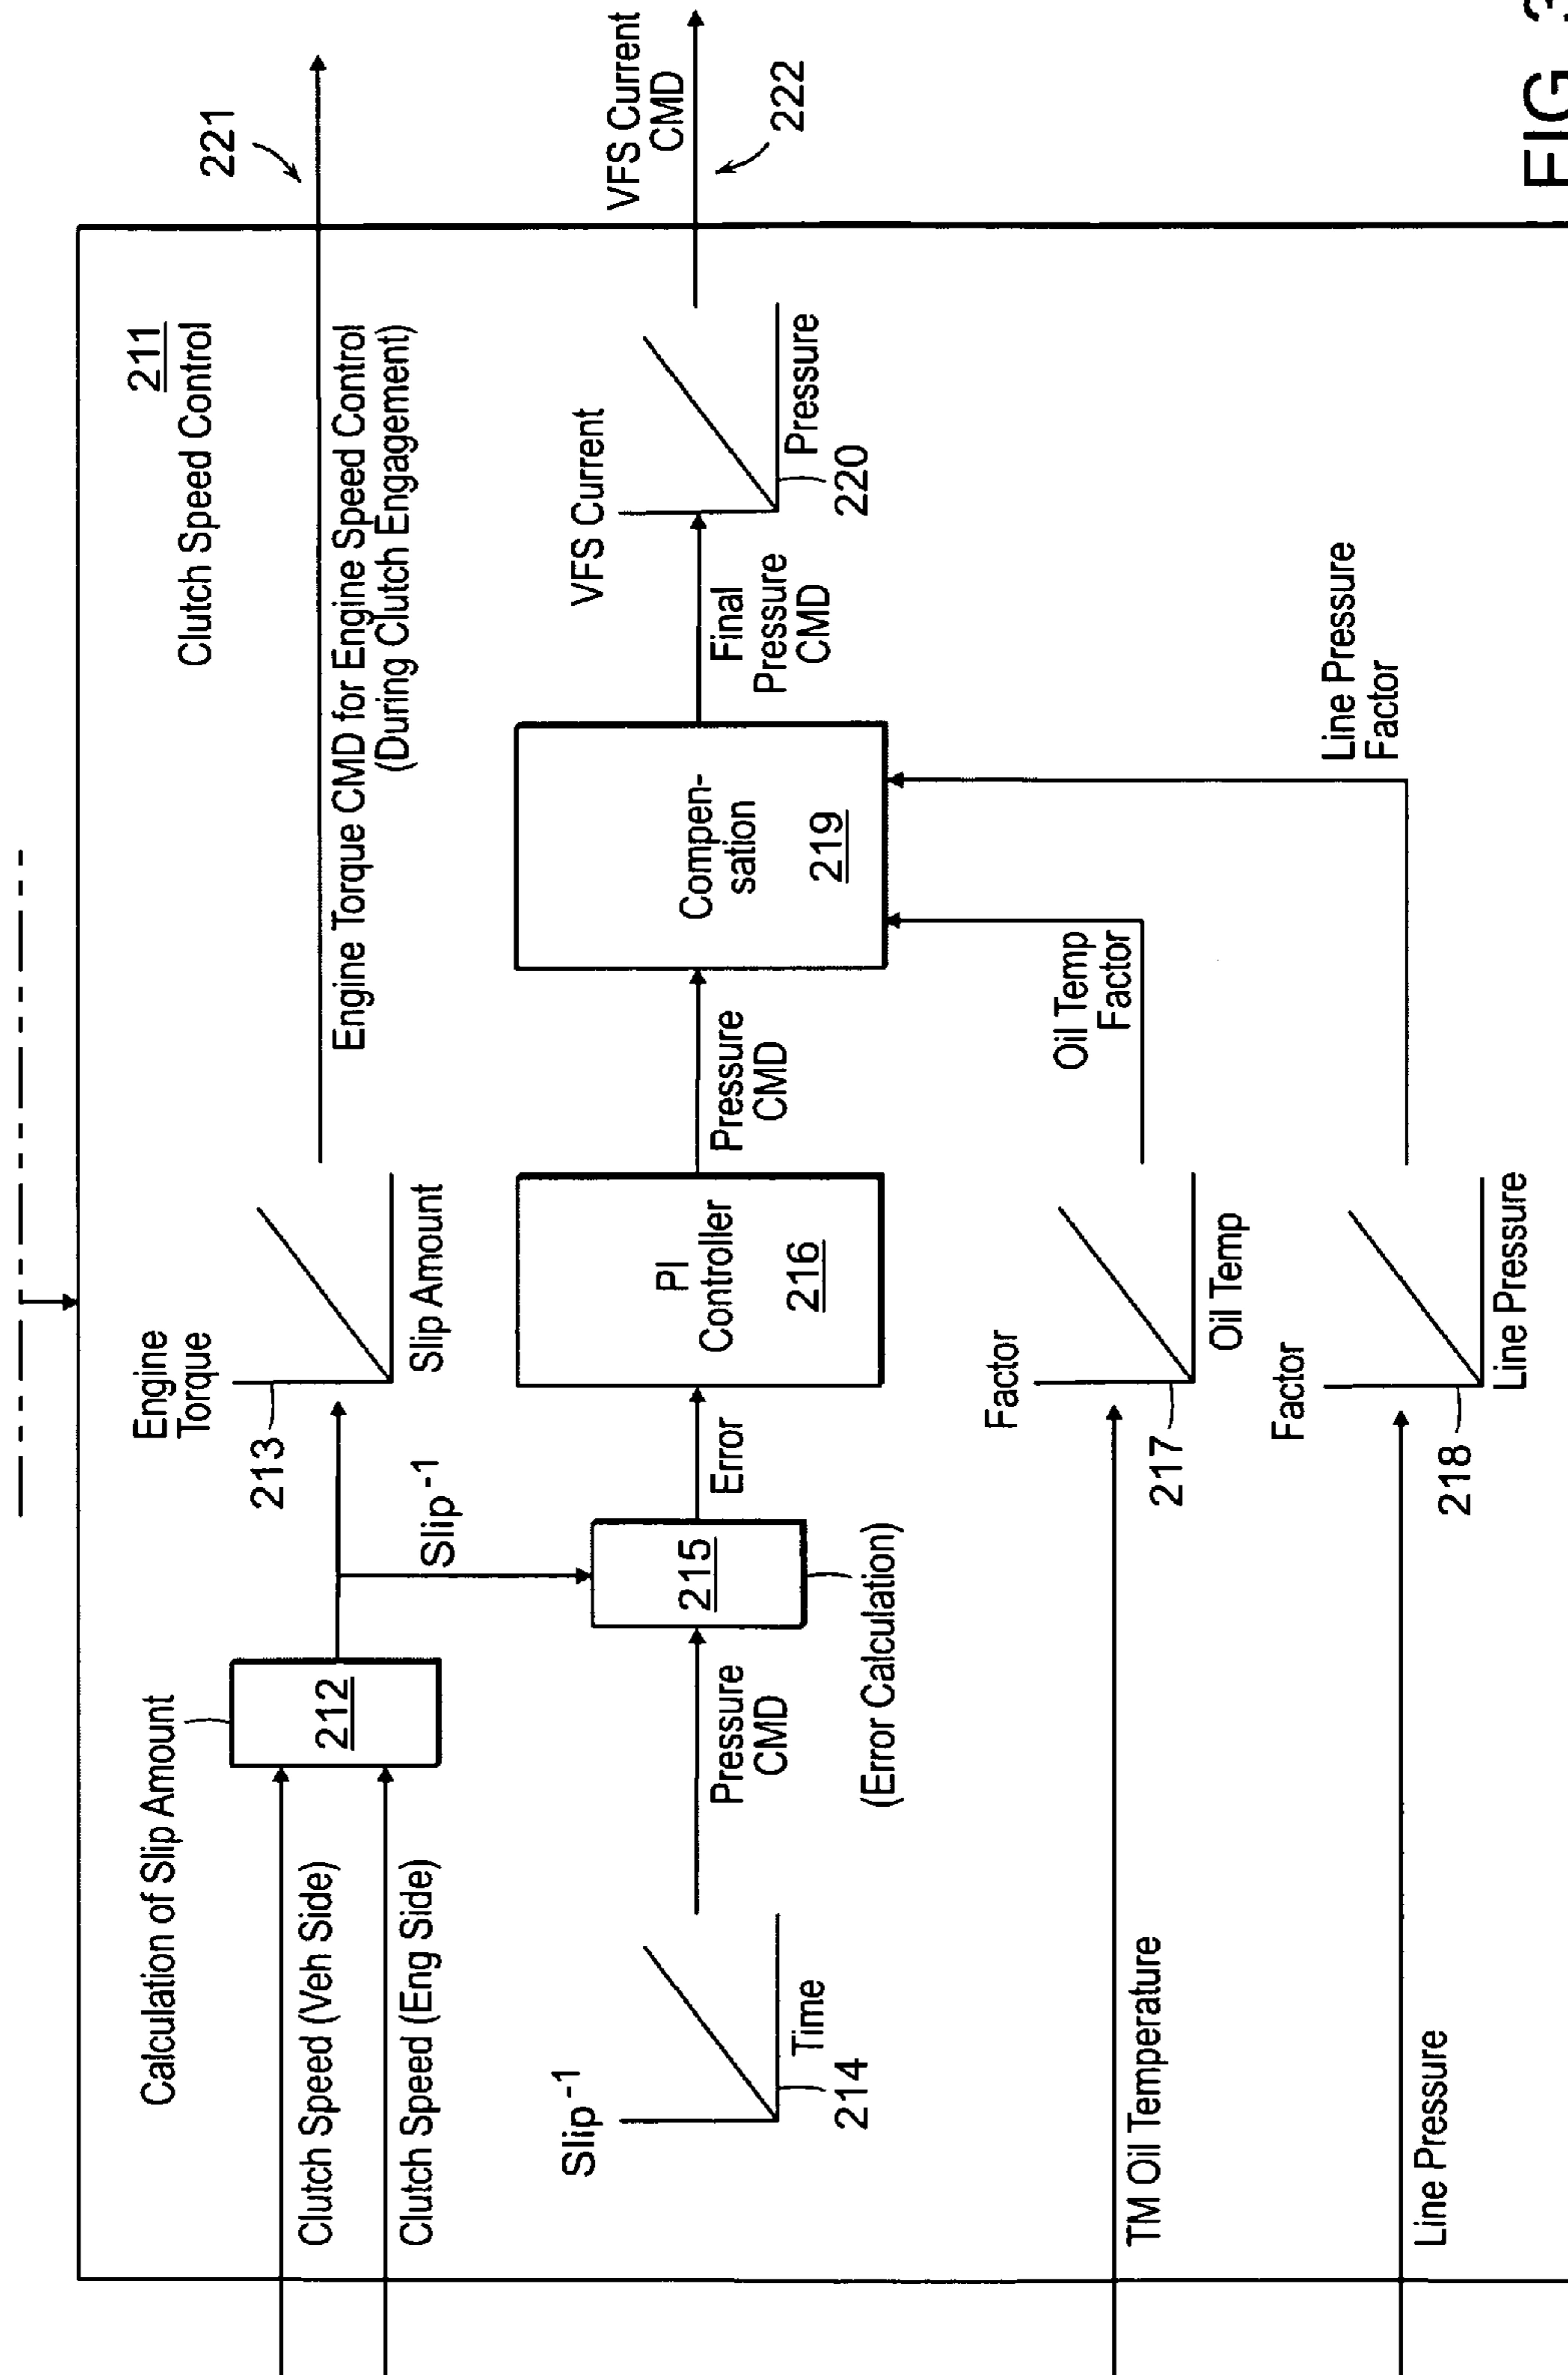 221
VFS Current
CMD
222
211
Clutch Speed Control
Engine Torque CMD for Engine Speed Control
(During Clutch Engagement)
Calculation of Slip Amount
212
Clutch Speed (Veh Side)
Clutch Speed (Eng Side)
Engine
Torque
213
Slip Amount
Slip⁻¹
Slip⁻¹
Time
214
Pressure
CMD
215
(Error Calculation)
Error
PI
Controller
216
Pressure
CMD
Compen-
sation
219
Final
Pressure
CMD
VFS Current
Pressure
220
TM Oil Temperature
Factor
217
Oil Temp
Oil Temp
Factor
Line Pressure
Factor
218
Line Pressure
Line Pressure
Factor
FIG. 3